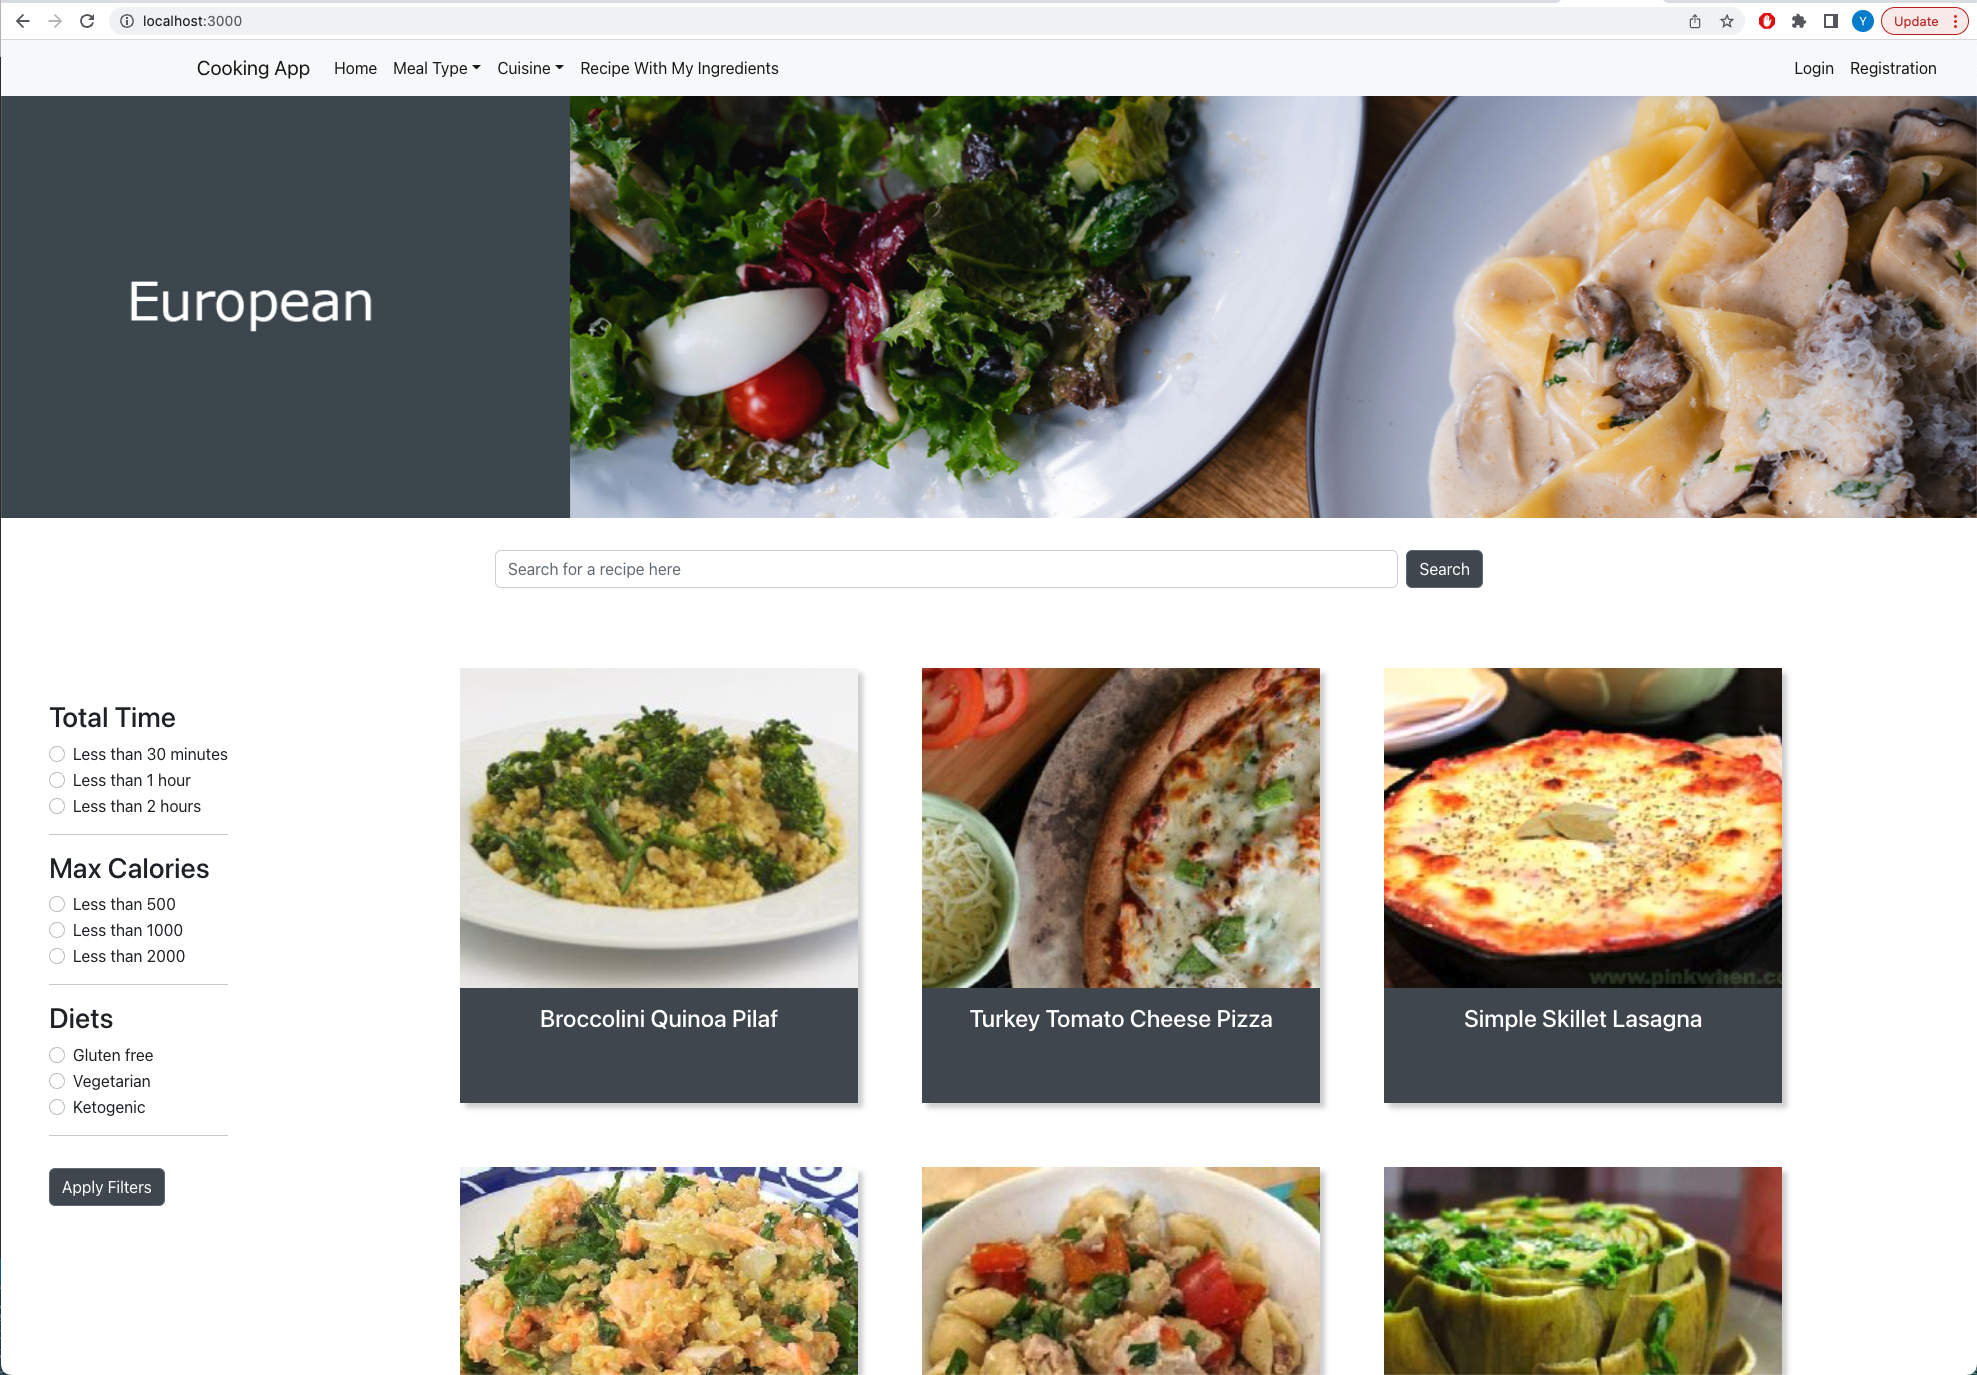 localhost:3000
Y
Update
Cooking App
Home
Meal Type
Cuisine
Recipe With My Ingredients
Login
Registration
European
Search for a recipe here
Search
Total Time
Less than 30 minutes
Less than 1 hour
Less than 2 hours
Max Calories
Less than 500
Less than 1000
Less than 2000
Diets
Gluten free
Vegetarian
Ketogenic
Apply Filters
www.pinkwhen.c
Broccolini Quinoa Pilaf
Turkey Tomato Cheese Pizza
Simple Skillet Lasagna